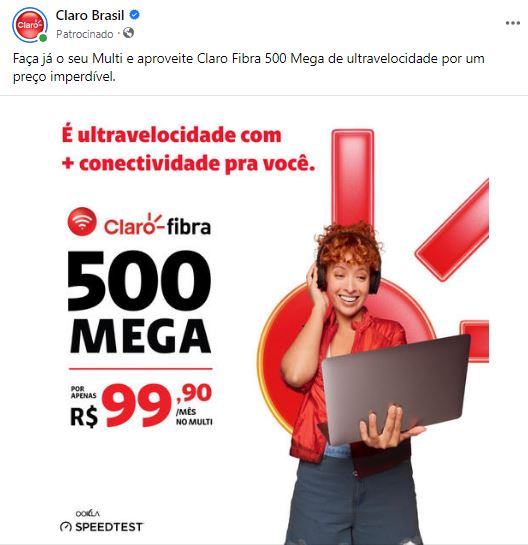 Claro Brasil
Patrocinado ·
Faça já o seu Multi e aproveite Claro Fibra 500 Mega de ultravelocidade por um
preço imperdível.
É ultravelocidade com
+ conectividade pra você.
Claro-fibra
500
MEGA
POR
APENAS
R$ 99,90
/MÊS
NO MULTI
OOKLA
SPEEDTEST